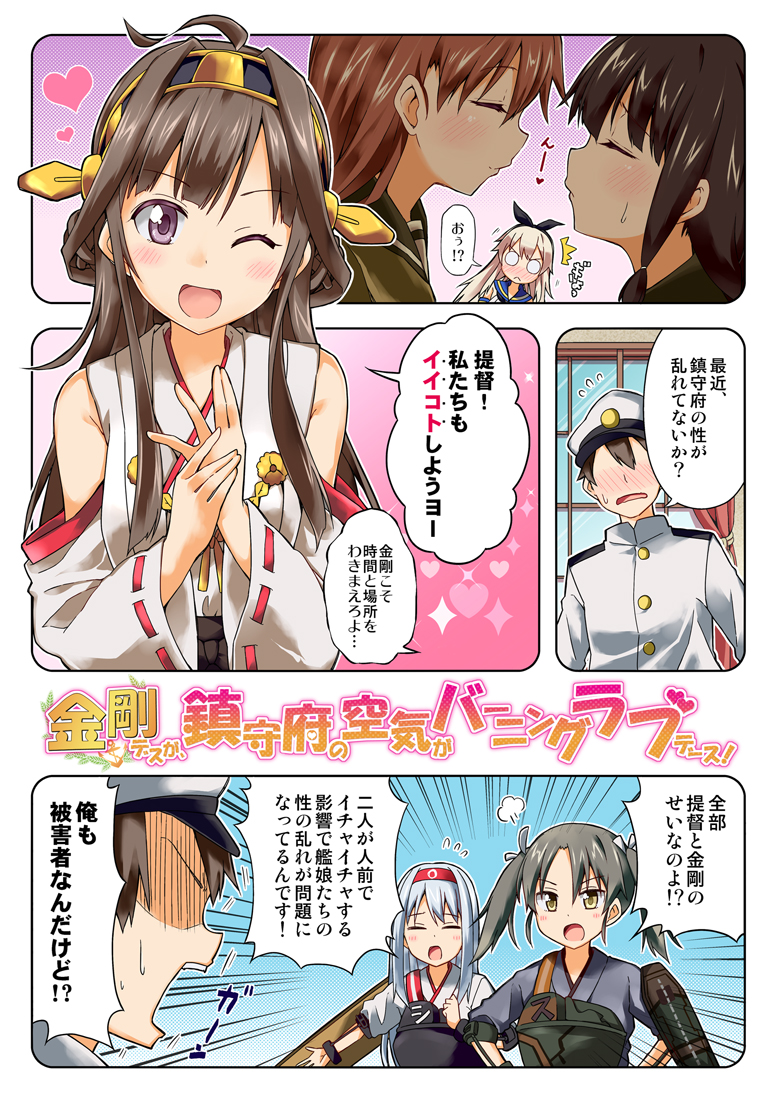 んー♥
おぅ!?
最近、
鎮守府の性が
乱れてないか?
提督!
私たちも
イイコトしようヨー
金剛こそ
時間と場所を
わきまえろよ…
金剛デスが、鎮守府の空気がバーニングラブデース!
全部
提督と金剛の
せいなのよ!?
二人が人前で
イチャイチャする
影響で艦娘たちの
性の乱れが問題に
なってるんです!
ス
シ
俺も
被害者なんだけど!?
ガーン